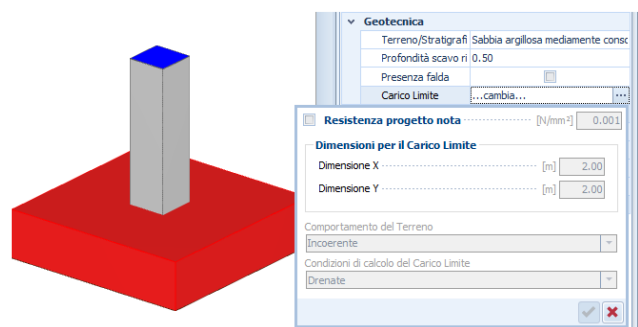 Geotecnica
Terreno/Stratigrafi Sabbia argillosa mediamente consc
Profondità scavo ri 0.50
Presenza falda
Carico Limite ...cambia... ...
Resistenza progetto nota [N/mm²] 0.001
Dimensioni per il Carico Limite
Dimensione X [m] 2.00
Dimensione Y [m] 2.00
Comportamento del Terreno
Incoerente
Condizioni di calcolo del Carico Limite
Drenate